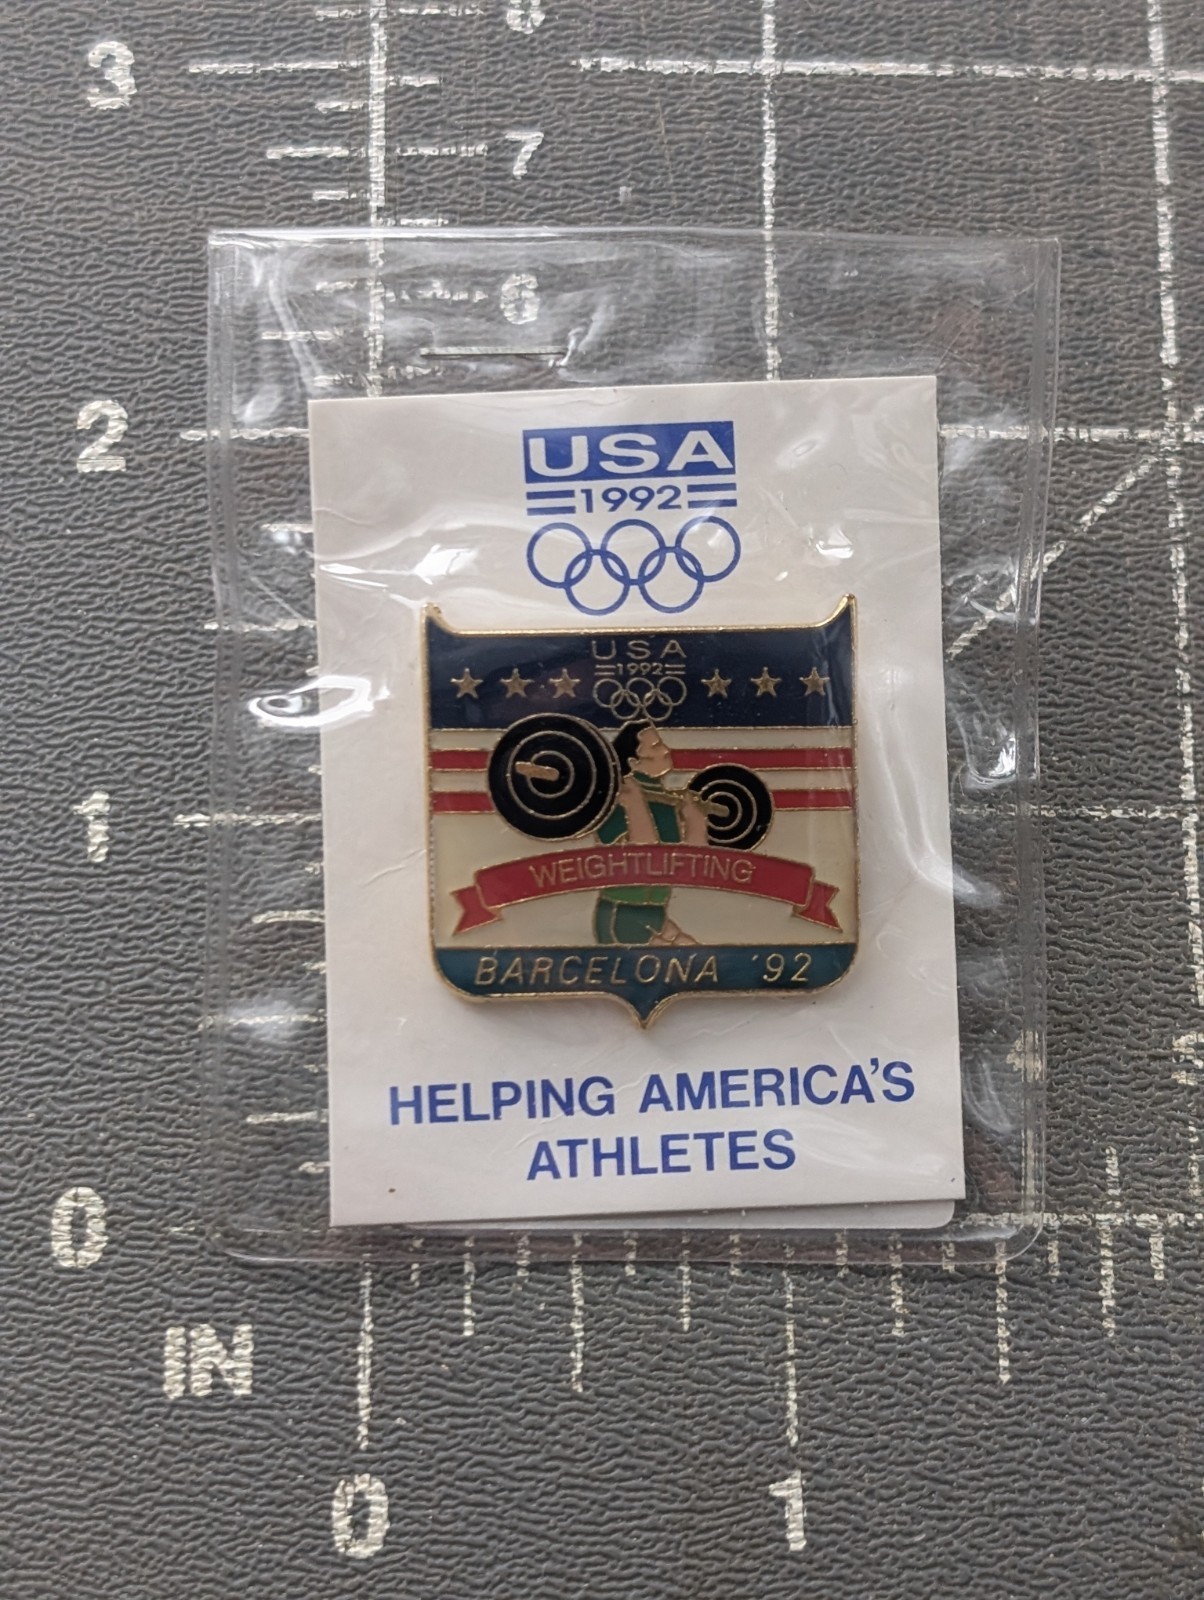 3
8
7
6
2
USA
1992
USA
1992
WEIGHTLIFTING
BARCELONA '92
1
HELPING AMERICA'S
ATHLETES
0
IN
0
1